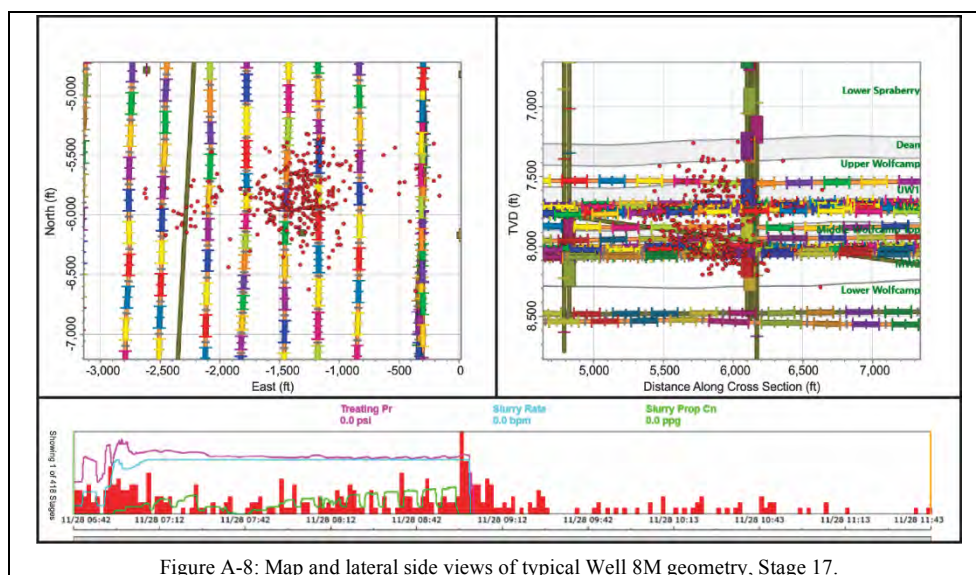 -5,000
-5,500
-6,000
-6,500
-7,000
North (ft)
-3,000 -2,500 -2,000 -1,500 -1,000 -500 0
East (ft)
7,000
7,500
8,000
8,500
TVD (ft)
Lower Spraberry
Dean
Upper Wolfcamp
UW1
Middle Wolfcamp Top
Lower Wolfcamp
5,000 5,500 6,000 6,500 7,000
Distance Along Cross Section (ft)
Treating Pr Slurry Rate Slurry Prop Cn
0.0 psi 0.0 bpm 0.0 ppg
Showing 1 of 418 Stages
11/28 06:42 11/28 07:12 11/28 07:42 11/28 08:12 11/28 08:42 11/28 09:12 11/28 09:42 11/28 10:13 11/28 10:43 11/28 11:13 11/28 11:43
Figure A-8: Map and lateral side views of typical Well 8M geometry, Stage 17.